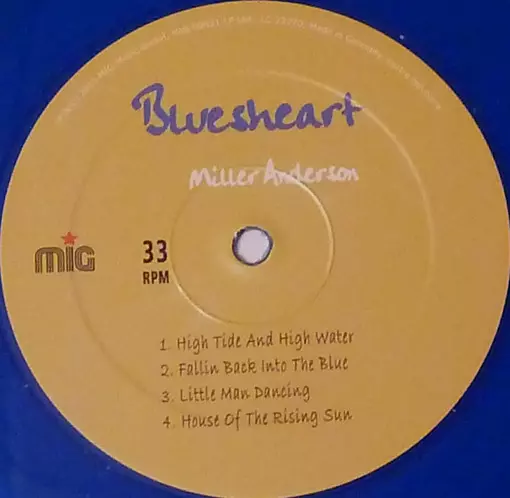 Bluesheart
Miller Anderson
mig
33
RPM
1. High Tide And High Water
2. Fallin Back Into The Blue
3. Little Man Dancing
4. House Of The Rising Sun